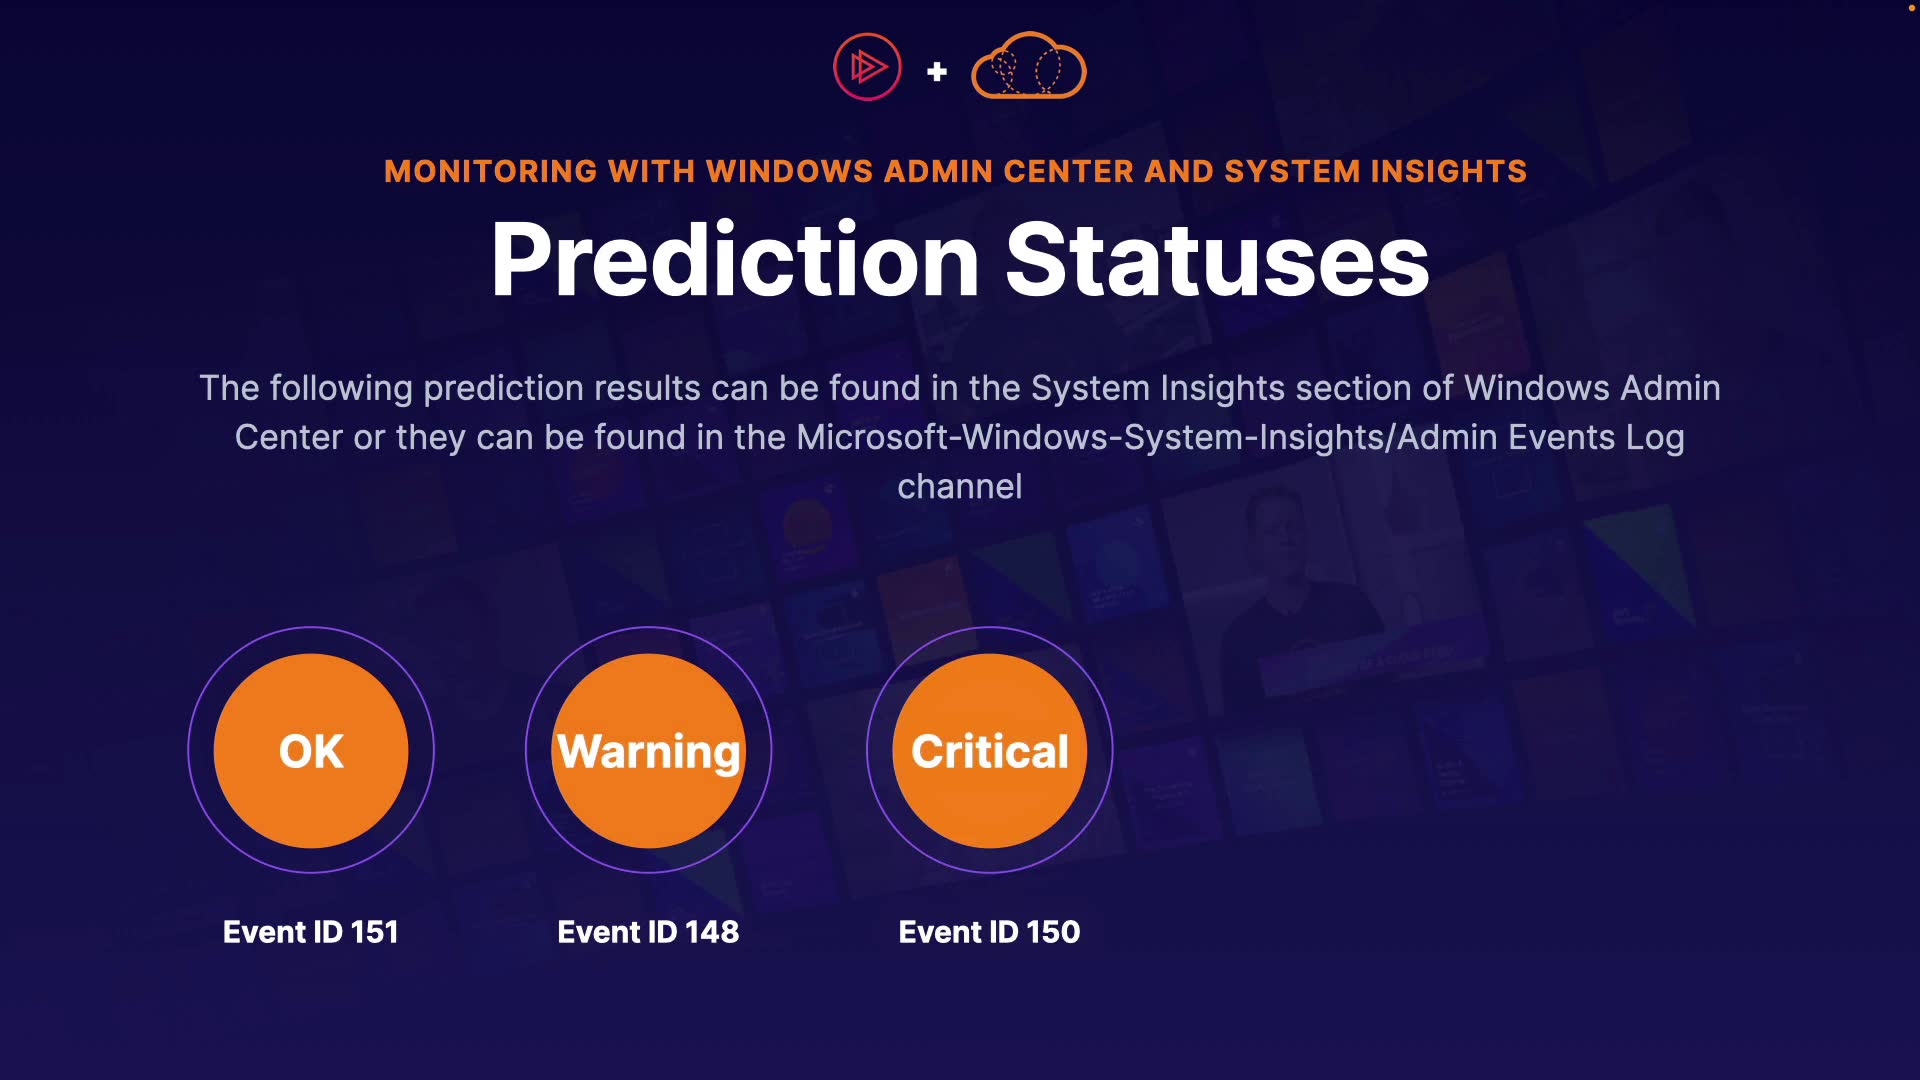 MONITORING WITH WINDOWS ADMIN CENTER AND SYSTEM INSIGHTS
Prediction Statuses
The following prediction results can be found in the System Insights section of Windows Admin
Center or they can be found in the Microsoft-Windows-System-Insights/Admin Events Log
channel
OK
Warning
Critical
Event ID 151
Event ID 148
Event ID 150